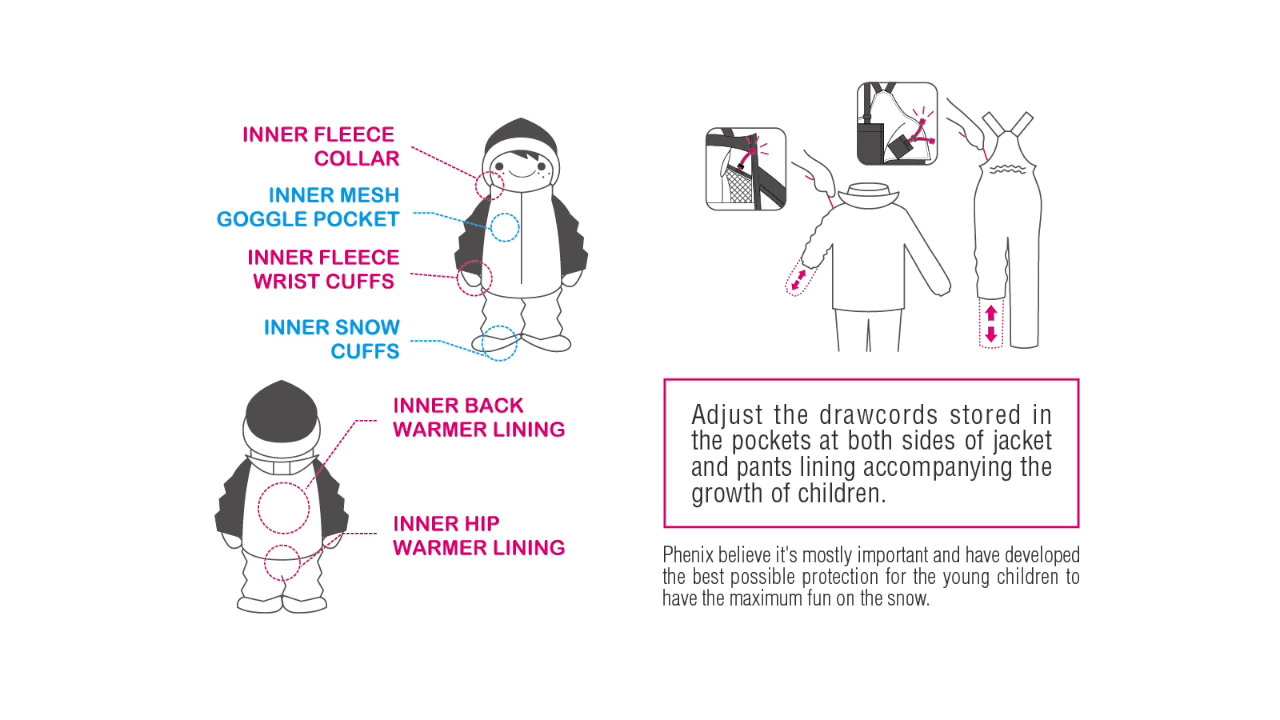 INNER FLEECE
COLLAR
INNER MESH
GOGGLE POCKET
INNER FLEECE
WRIST CUFFS
INNER SNOW
CUFFS
INNER BACK
WARMER LINING
INNER HIP
WARMER LINING
Adjust the drawcords stored in
the pockets at both sides of jacket
and pants lining accompanying the
growth of children.
Phenix believe it's mostly important and have developed
the best possible protection for the young children to
have the maximum fun on the snow.